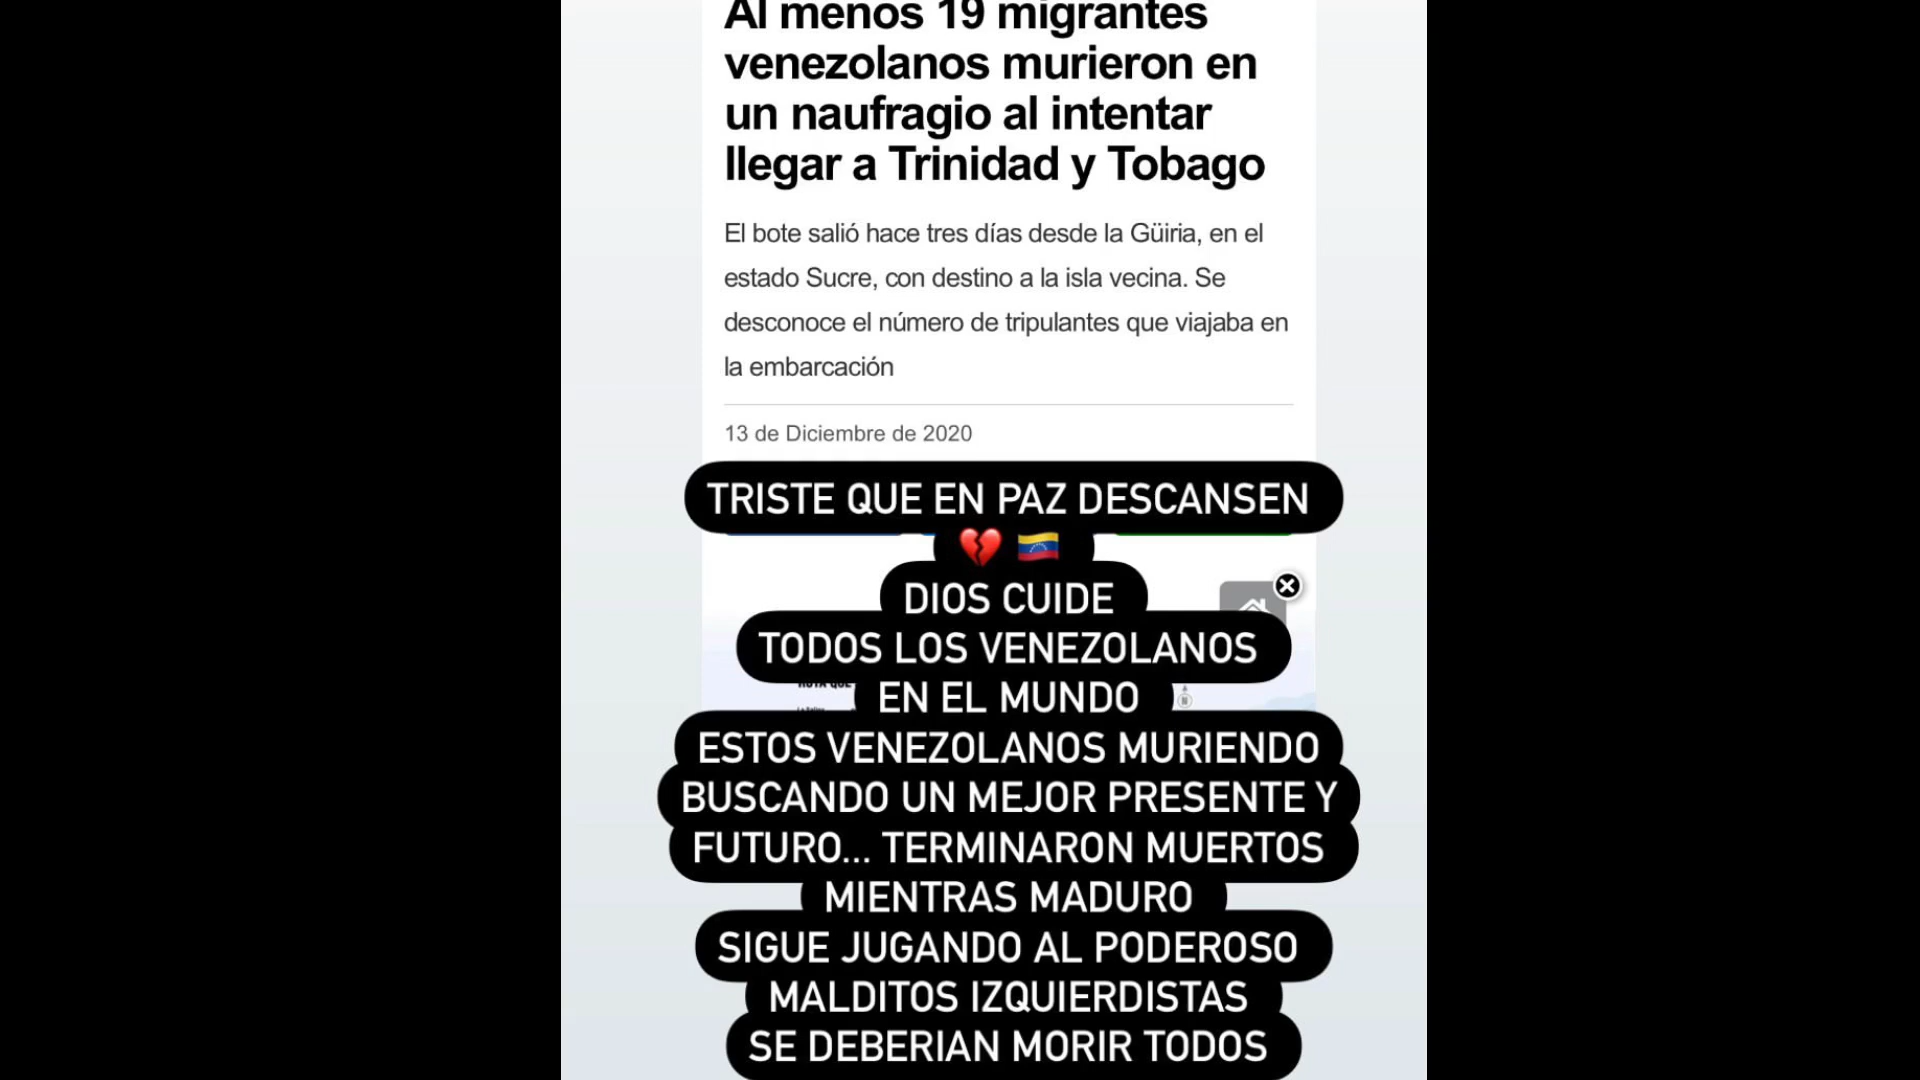 Al menos 19 migrantes
venezolanos murieron en
un naufragio al intentar
llegar a Trinidad y Tobago
El bote salió hace tres días desde la Güiria, en el
estado Sucre, con destino a la isla vecina. Se
desconoce el número de tripulantes que viajaba en
la embarcación
13 de Diciembre de 2020
TRISTE QUE EN PAZ DESCANSEN
💔 🇻🇪
DIOS CUIDE
TODOS LOS VENEZOLANOS
EN EL MUNDO
ESTOS VENEZOLANOS MURIENDO
BUSCANDO UN MEJOR PRESENTE Y
FUTURO... TERMINARON MUERTOS
MIENTRAS MADURO
SIGUE JUGANDO AL PODEROSO
MALDITOS IZQUIERDISTAS
SE DEBERIAN MORIR TODOS